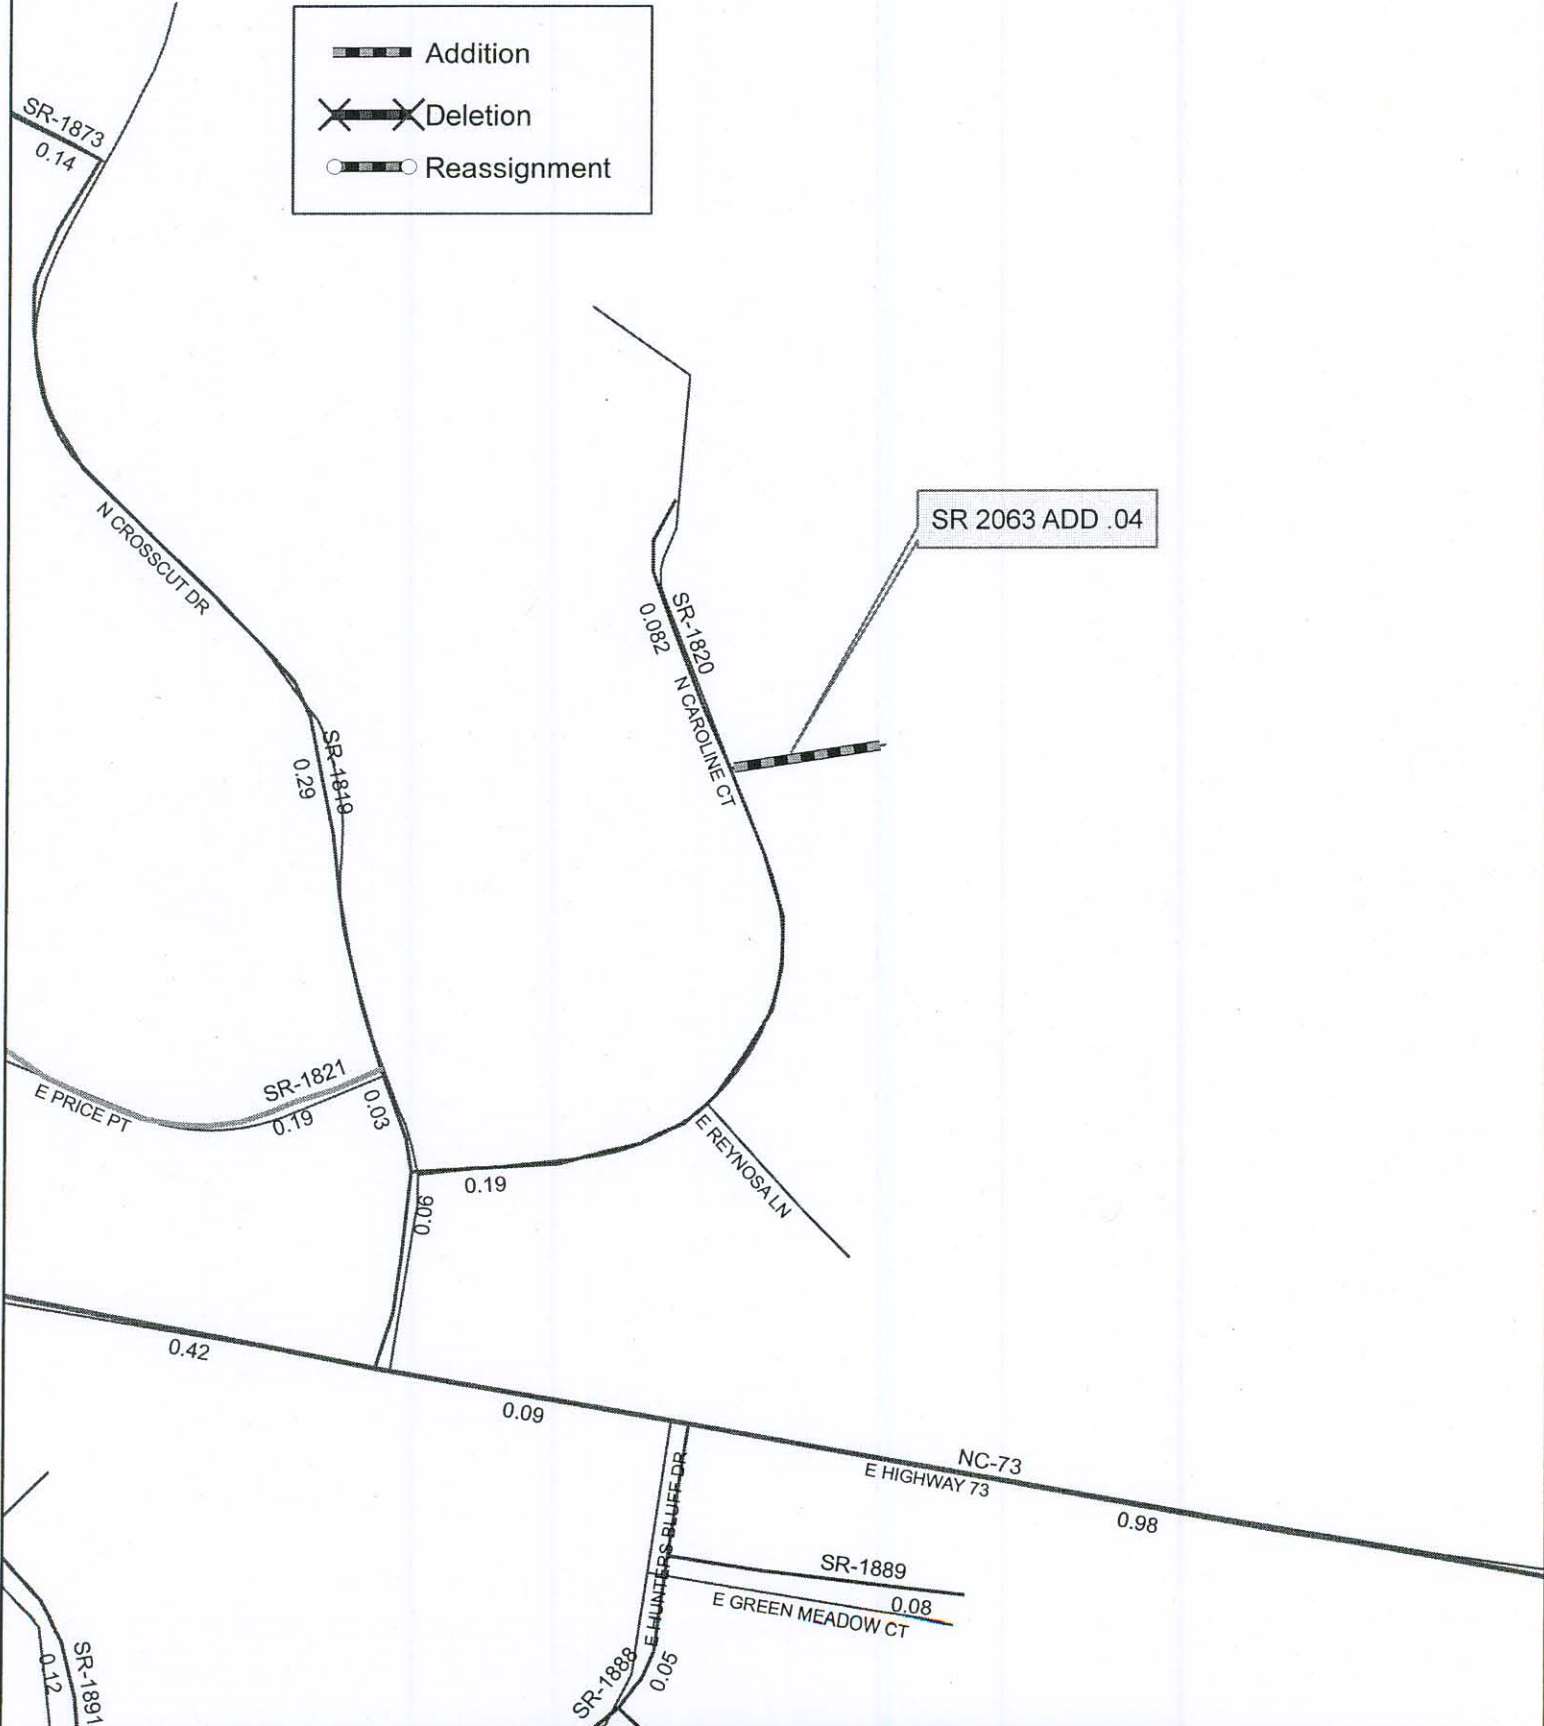 Addition
Deletion
Reassignment
SR-1873
0.14
SR 2063 ADD .04
N CROSSCUT DR
SR-1820
0.082
N CAROLINE CT
SR-1819
0.29
SR-1821
E PRICE PT
0.19
0.03
E REYNOSA LN
0.19
0.06
0.42
0.09
NC-73
E HIGHWAY 73
0.98
E HUNTERS BLUFF DR
SR-1889
0.08
E GREEN MEADOW CT
SR-1888
0.05
SR-1891
0.12